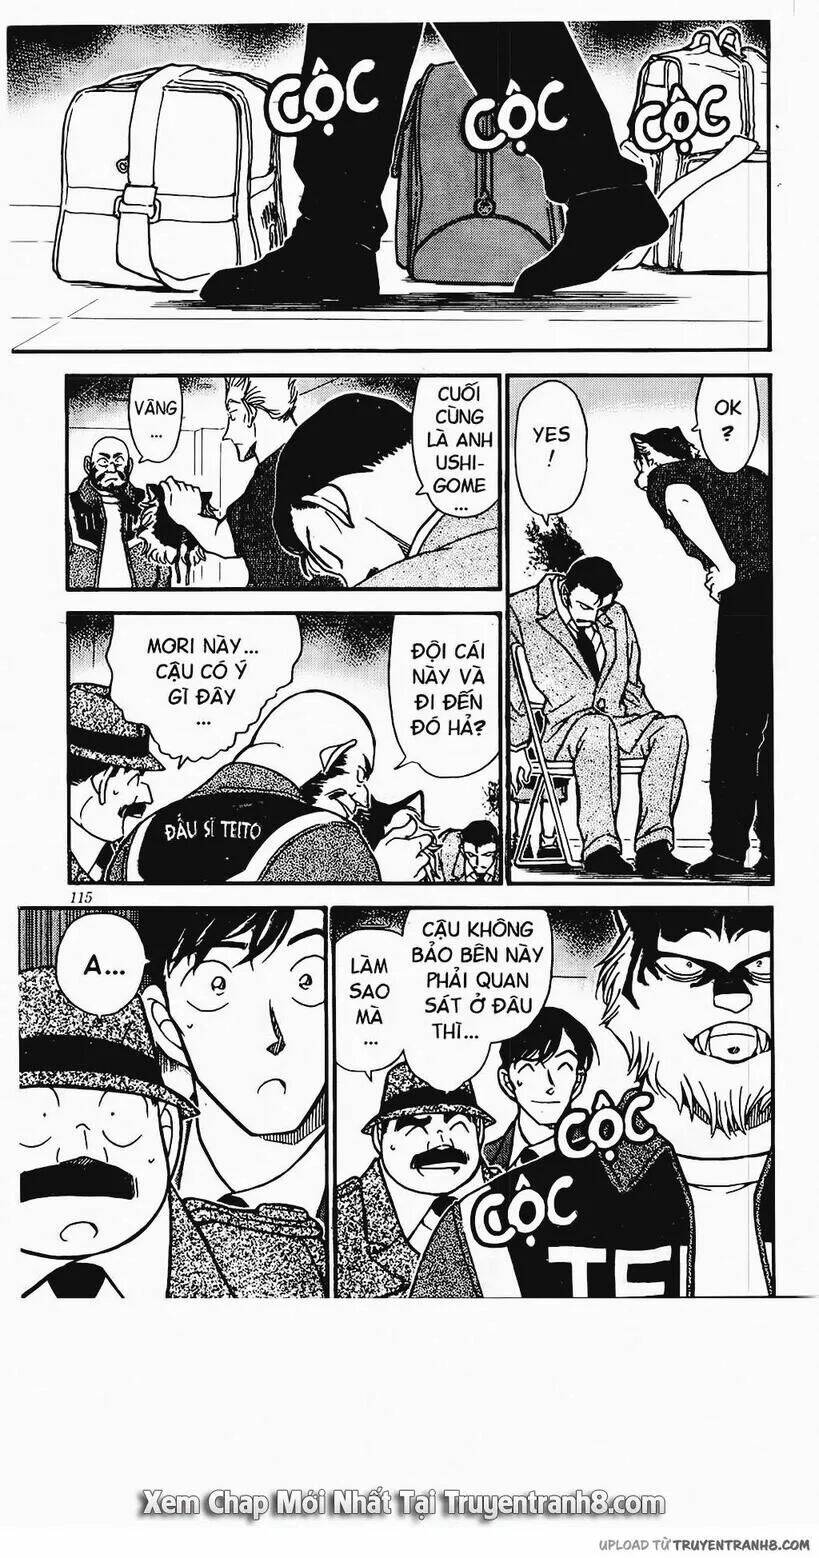 CỘC
CỘC
CỘC
OK
?
YES
!
CUỐI
CÙNG
LÀ ANH
USHI-
GOME
...
VÂNG
...
ĐỘI CÁI
NÀY VÀ
ĐI ĐẾN
ĐÓ HẢ?
MORI NÀY...
CẬU CÓ Ý
GÌ ĐÂY
...
ĐẤU SĨ TEITO
115
CẬU KHÔNG
BẢO BÊN NÀY
PHẢI QUAN
SÁT Ở ĐÂU
THÌ...
LÀM
SAO
MÀ
...
CỘC
CỘC
TEI
A...
Xem Chap Mới Nhất Tại Truyentranh8.com
UPLOAD TỪ TRUYENTRANH8.COM